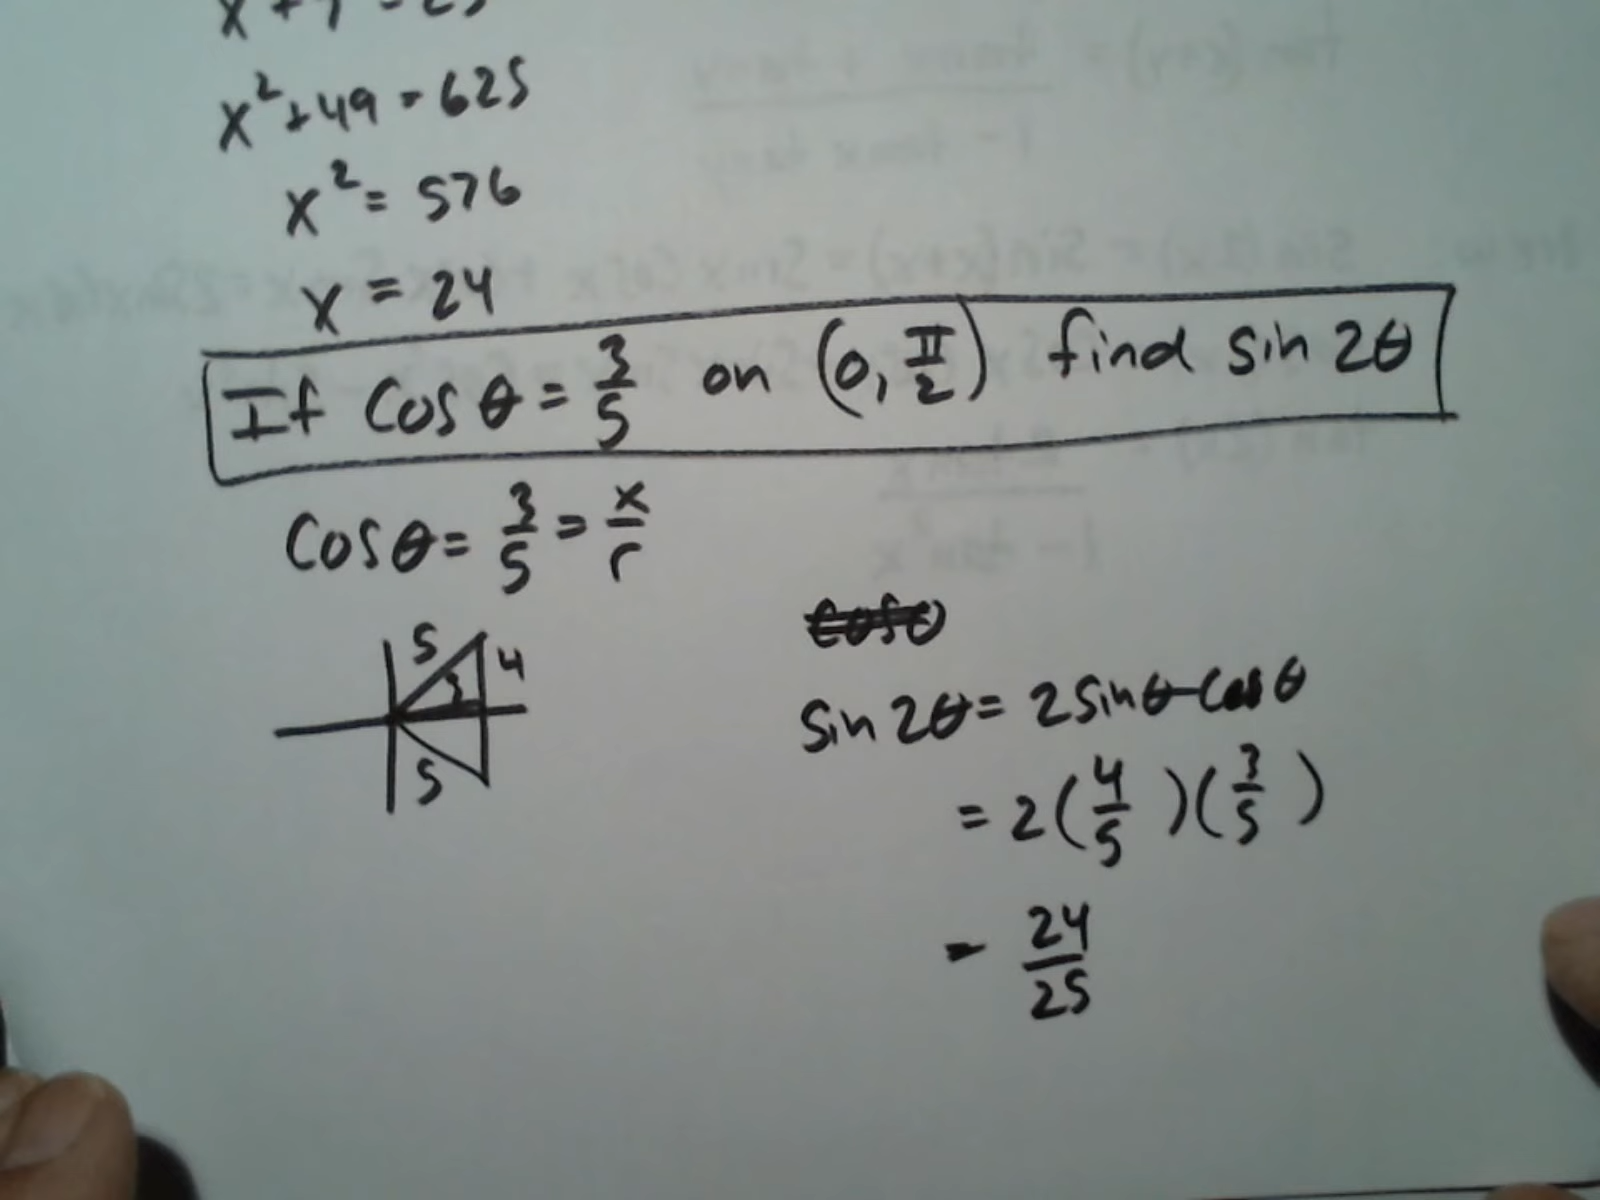 x² + 49 = 625
x² = 576
x = 24
If cos θ = 3/5 on (0, π/2) find sin 2θ
cos θ = 3/5 = x/r
cos θ
5 4
3
5
sin 2θ = 2 sin θ cos θ
= 2(4/5)(3/5)
= 24/25